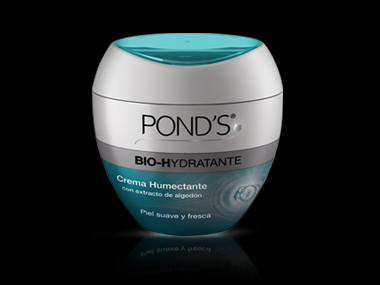 POND'S
BIO-HYDRATANTE
Crema Humectante
con extracto de algodón
Piel suave y fresca